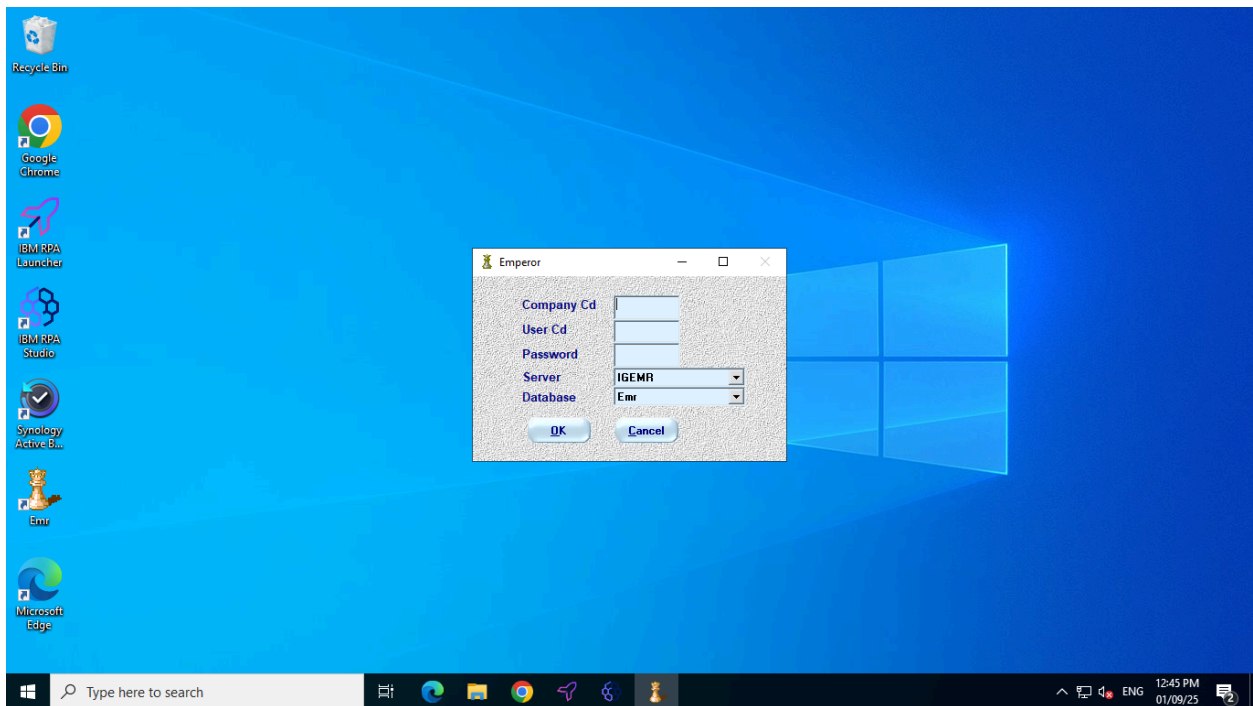 Recycle Bin
Google
Chrome
IBM RPA
Launcher
IBM RPA
Studio
Synology
Active B...
Emr
Microsoft
Edge
Emperor
Company Cd
User Cd
Password
Server IGEMR
Database Emr
OK Cancel
Type here to search
ENG
12:45 PM
01/09/25
2